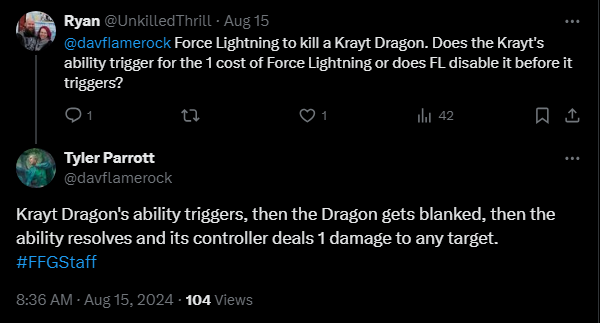 Ryan @UnkilledThrill · Aug 15
@davflamerock Force Lightning to kill a Krayt Dragon. Does the Krayt's
ability trigger for the 1 cost of Force Lightning or does FL disable it before it
triggers?
1 1 42
Tyler Parrott
@davflamerock
Krayt Dragon's ability triggers, then the Dragon gets blanked, then the
ability resolves and its controller deals 1 damage to any target.
#FFGStaff
8:36 AM · Aug 15, 2024 · 104 Views